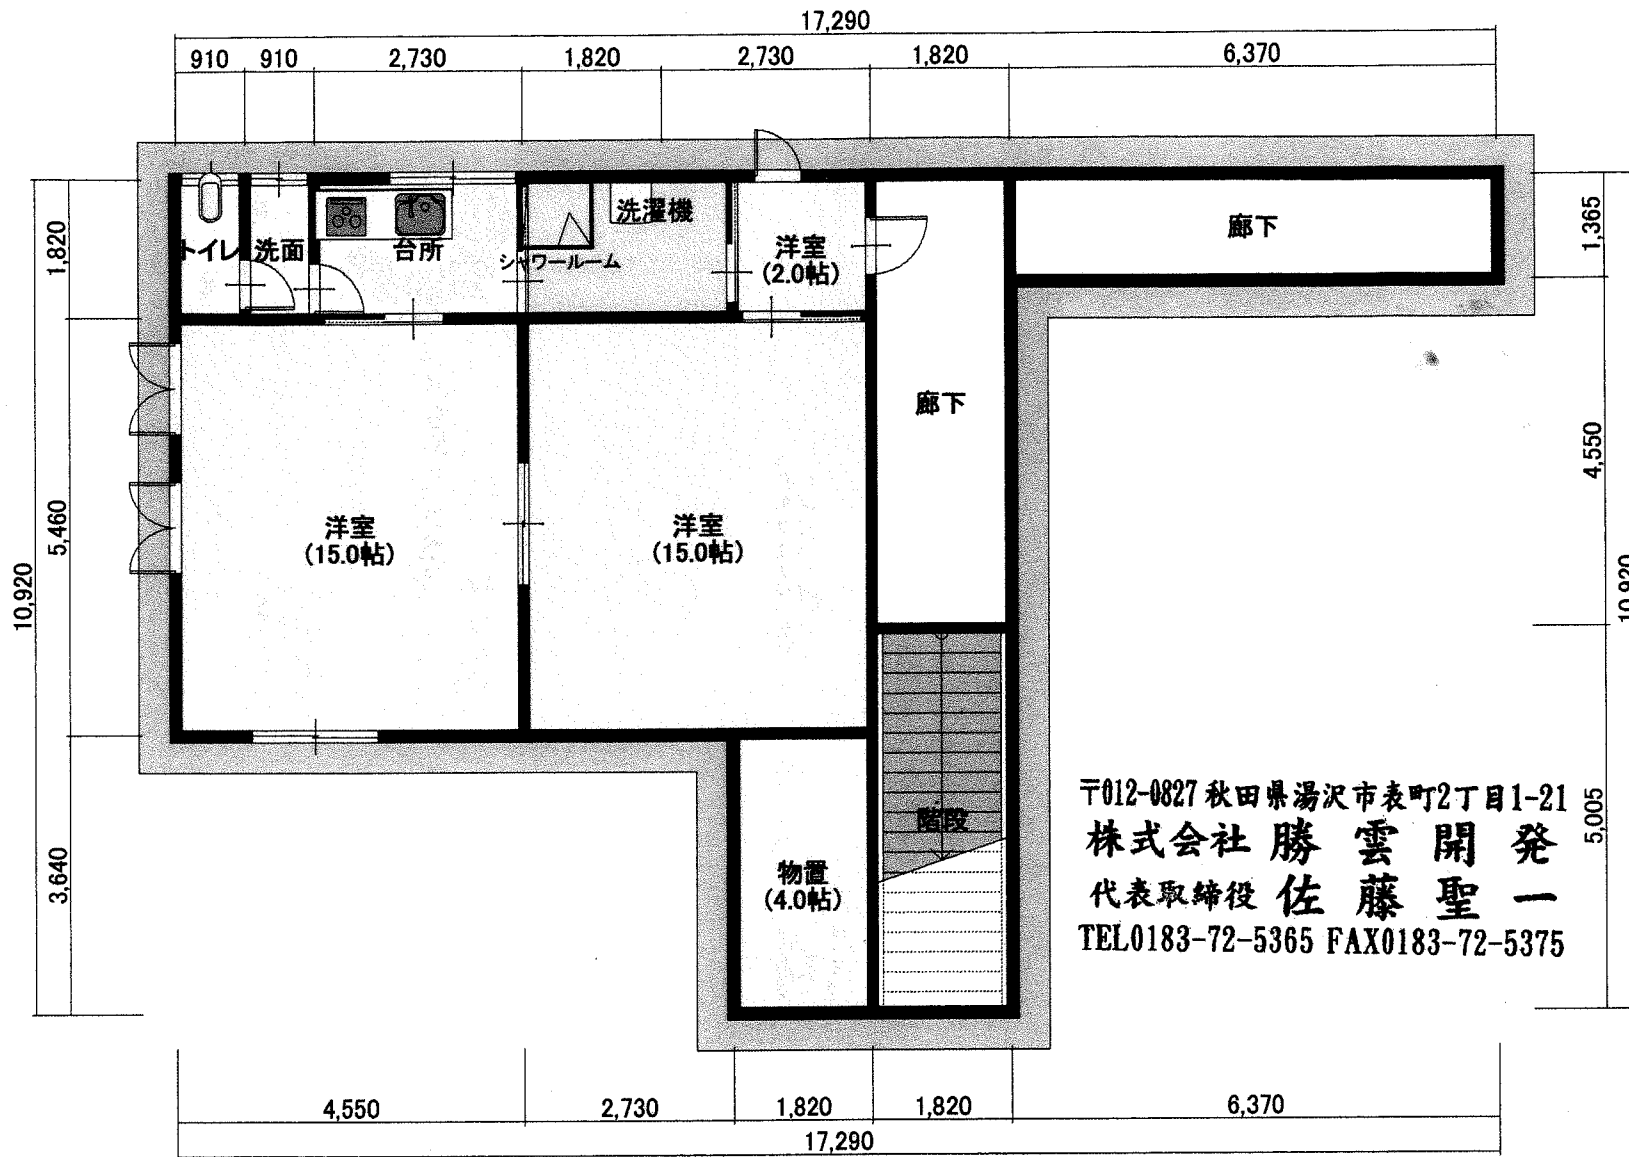 17,290
910 910 2,730 1,820 2,730 1,820 6,370
トイレ 洗面 台所 シャワールーム 洗濯機
洋室
(2.0帖)
廊下
廊下
洋室
(15.0帖)
洋室
(15.0帖)
物置
(4.0帖)
階段
1,820
5,460
3,640
10,920
1,365
4,550
5,005
10,920
〒012-0827 秋田県湯沢市表町2丁目1-21
株式会社 勝雲開発
代表取締役 佐藤聖一
TEL0183-72-5365 FAX0183-72-5375
4,550 2,730 1,820 1,820 6,370
17,290